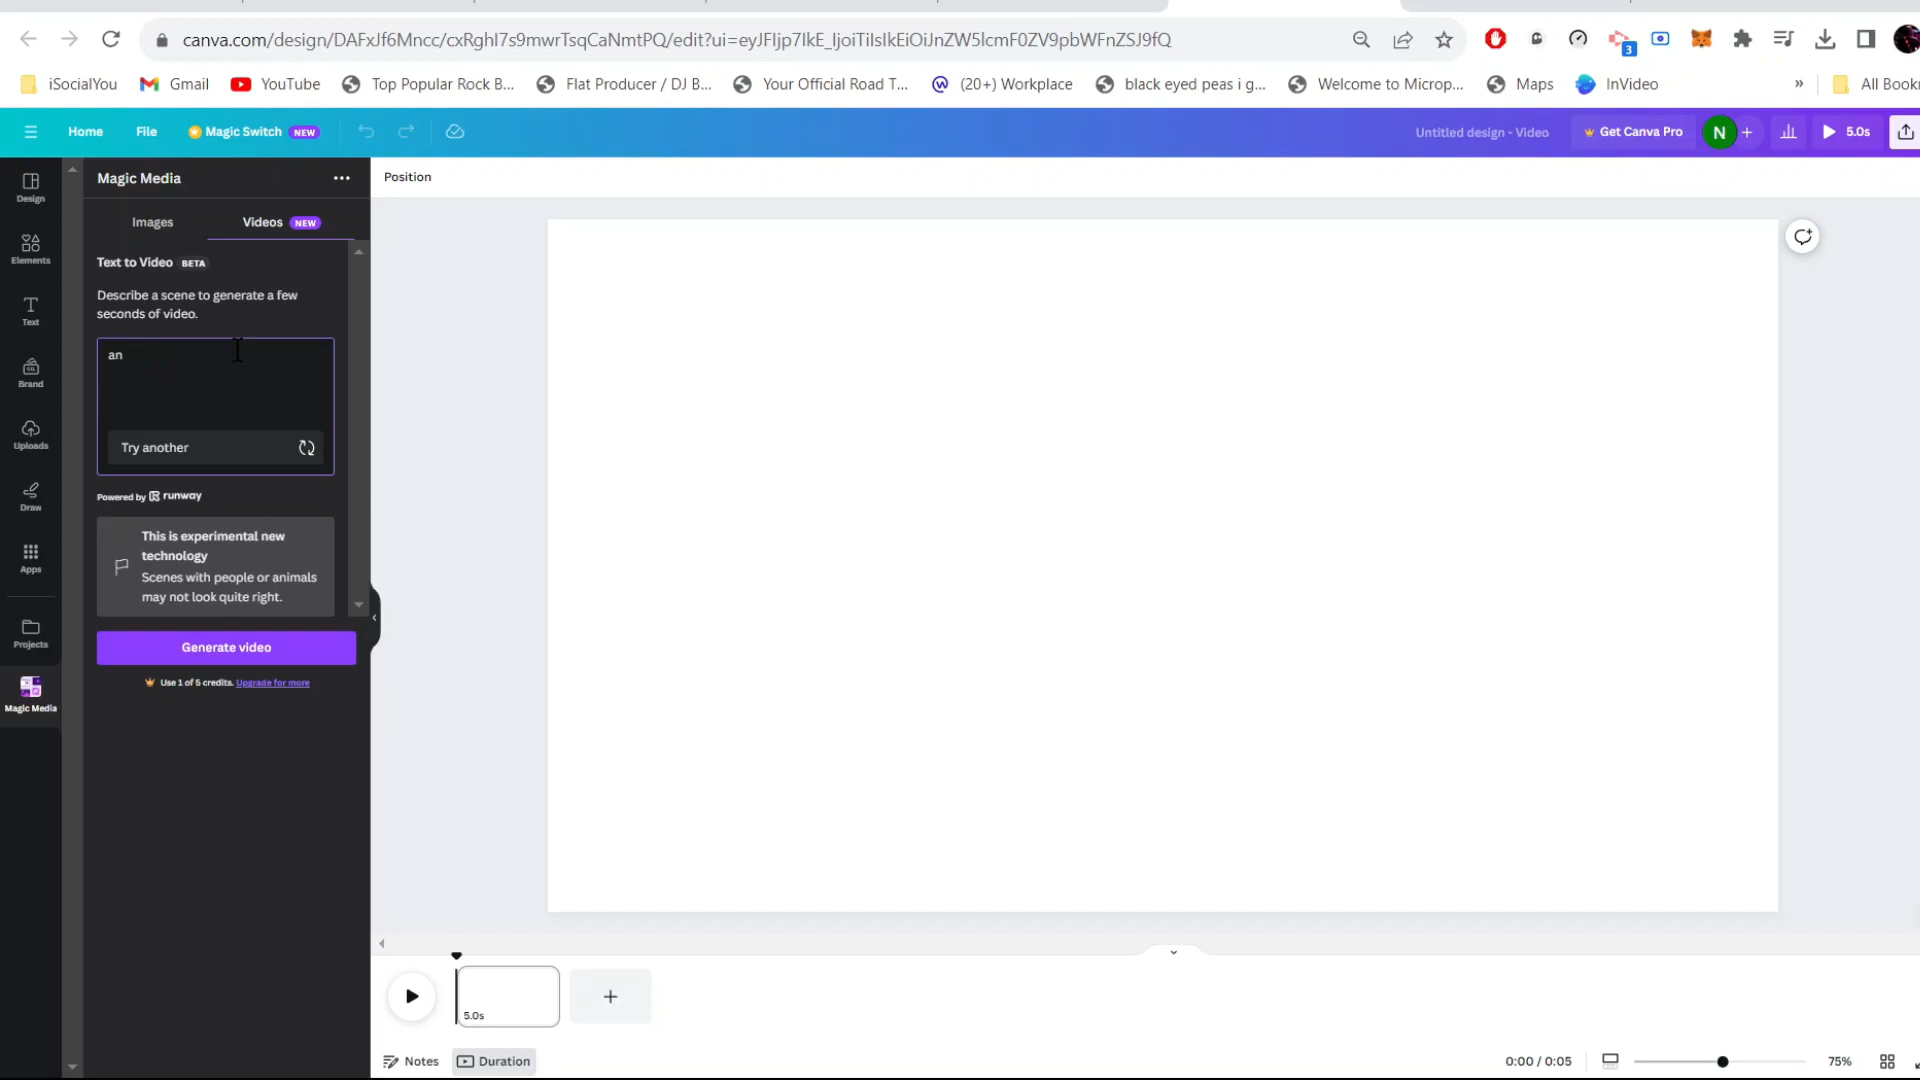 canva.com/design/DAFxJf6Mncc/cxRghI7s9mwrTsqCaNmtPQ/edit?ui=eyJFIjp7IkE_IjoiTiIsIkEiOiJnZW5lcmF0ZV9pbWFnZSJ9fQ
3
iSocialYou
Gmail
YouTube
Top Popular Rock B...
Flat Producer / DJ B...
Your Official Road T...
(20+) Workplace
black eyed peas i g...
Welcome to Microp...
Maps
InVideo
»
All Book
Home
File
Magic Switch NEW
Untitled design - Video
Get Canva Pro
N
+
5.0s
Design
Elements
Text
Brand
Uploads
Draw
Apps
Projects
Magic Media
Magic Media
Images
Videos NEW
Text to Video BETA
Describe a scene to generate a few
seconds of video.
an
Try another
Powered by runway
This is experimental new
technology
Scenes with people or animals
may not look quite right.
Generate video
Use 1 of 5 credits. Upgrade for more
Position
5.0s
+
Notes
Duration
0:00 / 0:05
75%